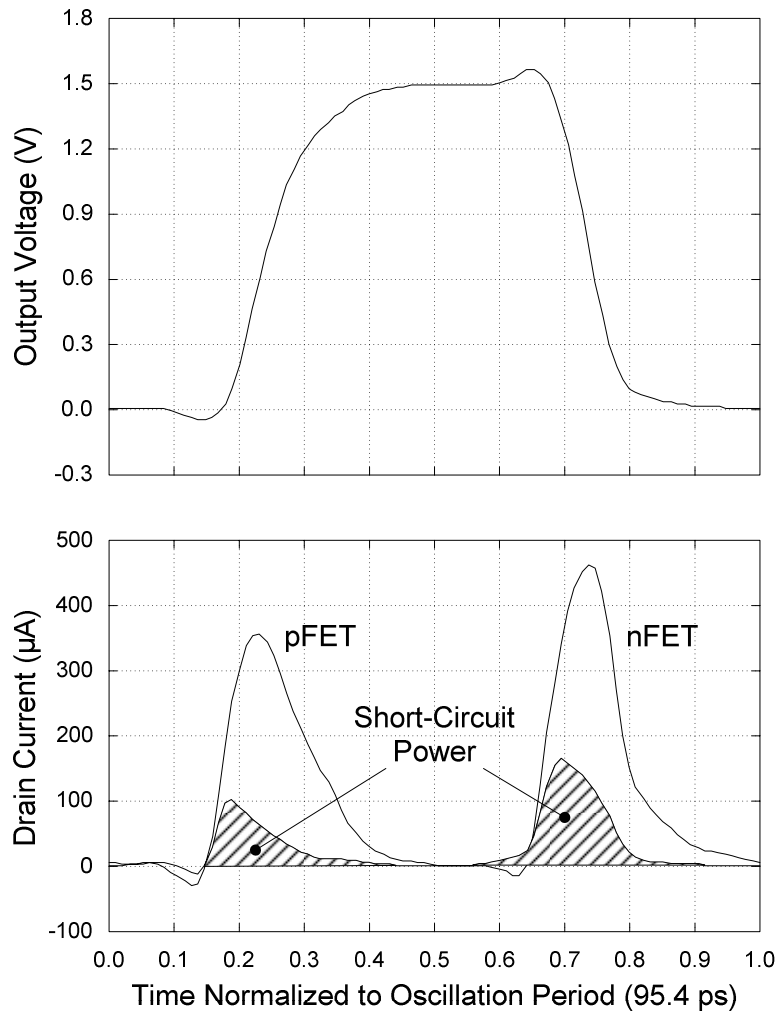 1.8
1.5
1.2
0.9
0.6
0.3
0.0
-0.3
Output Voltage (V)
500
400
300
200
100
0
-100
Drain Current (µA)
pFET
nFET
Short-Circuit
Power
0.0 0.1 0.2 0.3 0.4 0.5 0.6 0.7 0.8 0.9 1.0
Time Normalized to Oscillation Period (95.4 ps)